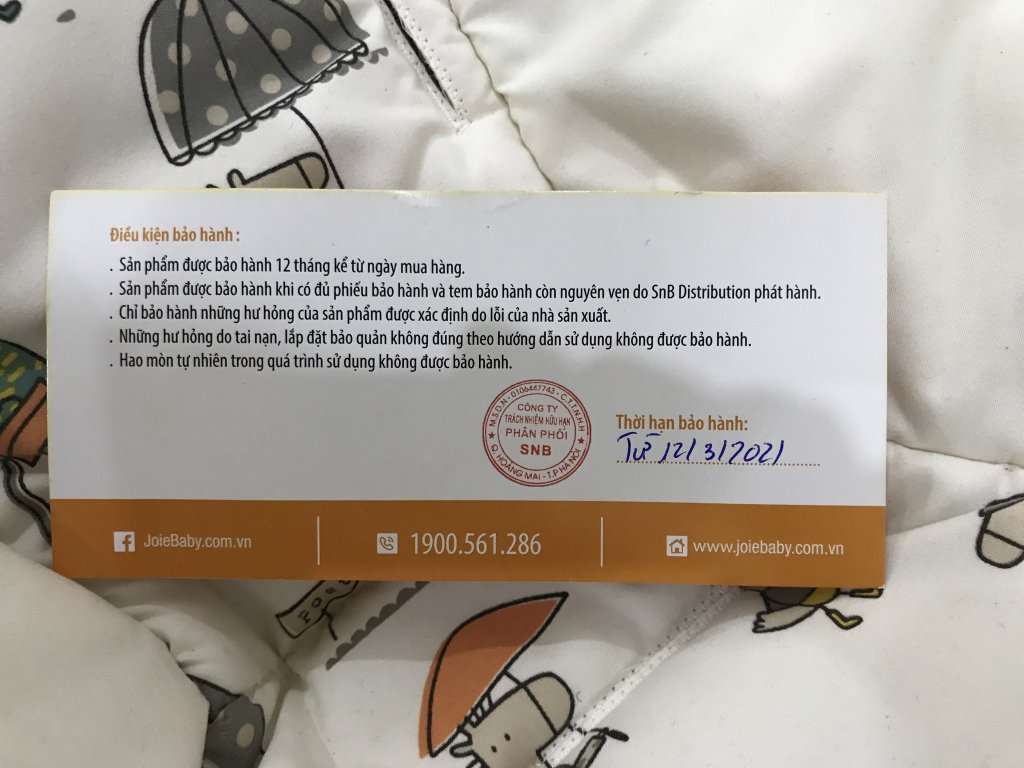 Điều kiện bảo hành :
. Sản phẩm được bảo hành 12 tháng kể từ ngày mua hàng.
. Sản phẩm được bảo hành khi có đủ phiếu bảo hành và tem bảo hành còn nguyên vẹn do SnB Distribution phát hành.
. Chỉ bảo hành những hư hỏng của sản phẩm được xác định do lỗi của nhà sản xuất.
. Những hư hỏng do tai nạn, lắp đặt bảo quản không đúng theo hướng dẫn sử dụng không được bảo hành.
. Hao mòn tự nhiên trong quá trình sử dụng không được bảo hành.
M.S.D.N - 0106447743 - C.T.T.N.H.H
CÔNG TY
TRÁCH NHIỆM HỮU HẠN
PHÂN PHỐI
SNB
Q. HOÀNG MAI - T.P HÀ NỘI
Thời hạn bảo hành:
Từ 12/3/2021
JoieBaby.com.vn
1900.561.286
www.joiebaby.com.vn